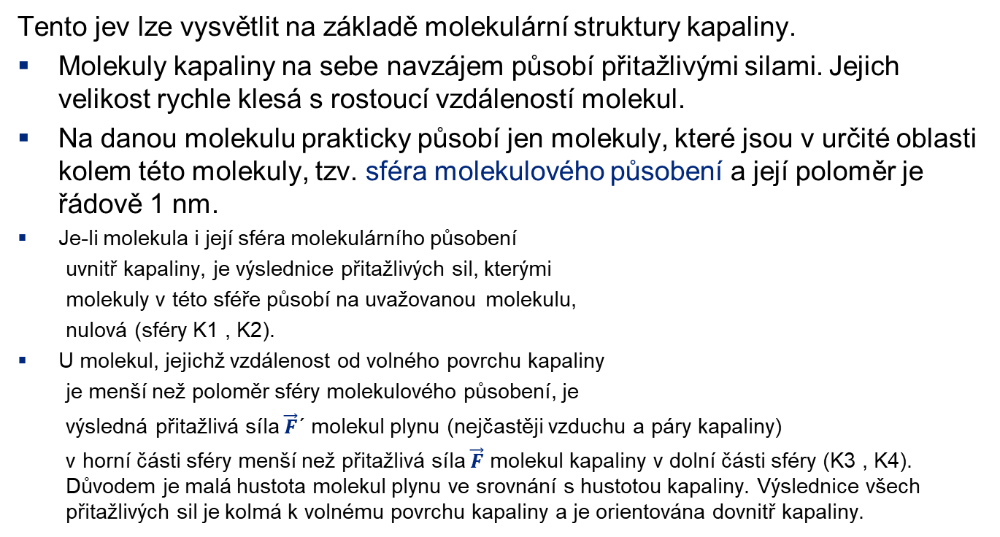 Tento jev lze vysvětlit na základě molekulární struktury kapaliny.
▪ Molekuly kapaliny na sebe navzájem působí přitažlivými silami. Jejich
velikost rychle klesá s rostoucí vzdáleností molekul.
▪ Na danou molekulu prakticky působí jen molekuly, které jsou v určité oblasti
kolem této molekuly, tzv. sféra molekulového působení a její poloměr je
řádově 1 nm.
▪ Je-li molekula i její sféra molekulárního působení
uvnitř kapaliny, je výslednice přitažlivých sil, kterými
molekuly v této sféře působí na uvažovanou molekulu,
nulová (sféry K1 , K2).
▪ U molekul, jejichž vzdálenost od volného povrchu kapaliny
je menší než poloměr sféry molekulového působení, je
výsledná přitažlivá síla F⃗´ molekul plynu (nejčastěji vzduchu a páry kapaliny)
v horní části sféry menší než přitažlivá síla F⃗ molekul kapaliny v dolní části sféry (K3 , K4).
Důvodem je malá hustota molekul plynu ve srovnání s hustotou kapaliny. Výslednice všech
přitažlivých sil je kolmá k volnému povrchu kapaliny a je orientována dovnitř kapaliny.